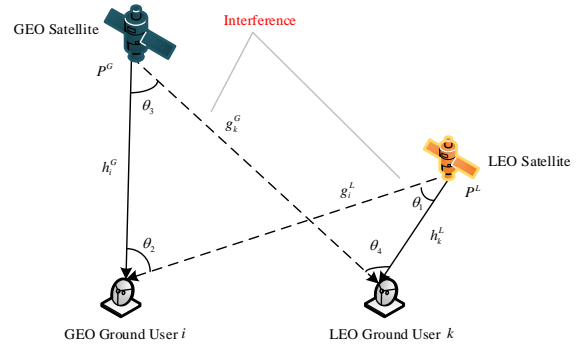 GEO Satellite
Interference
P^G
θ_3
g_k^G
h_i^G
LEO Satellite
g_i^L
P^L
θ_1
h_k^L
θ_2
θ_4
GEO Ground User i
LEO Ground User k